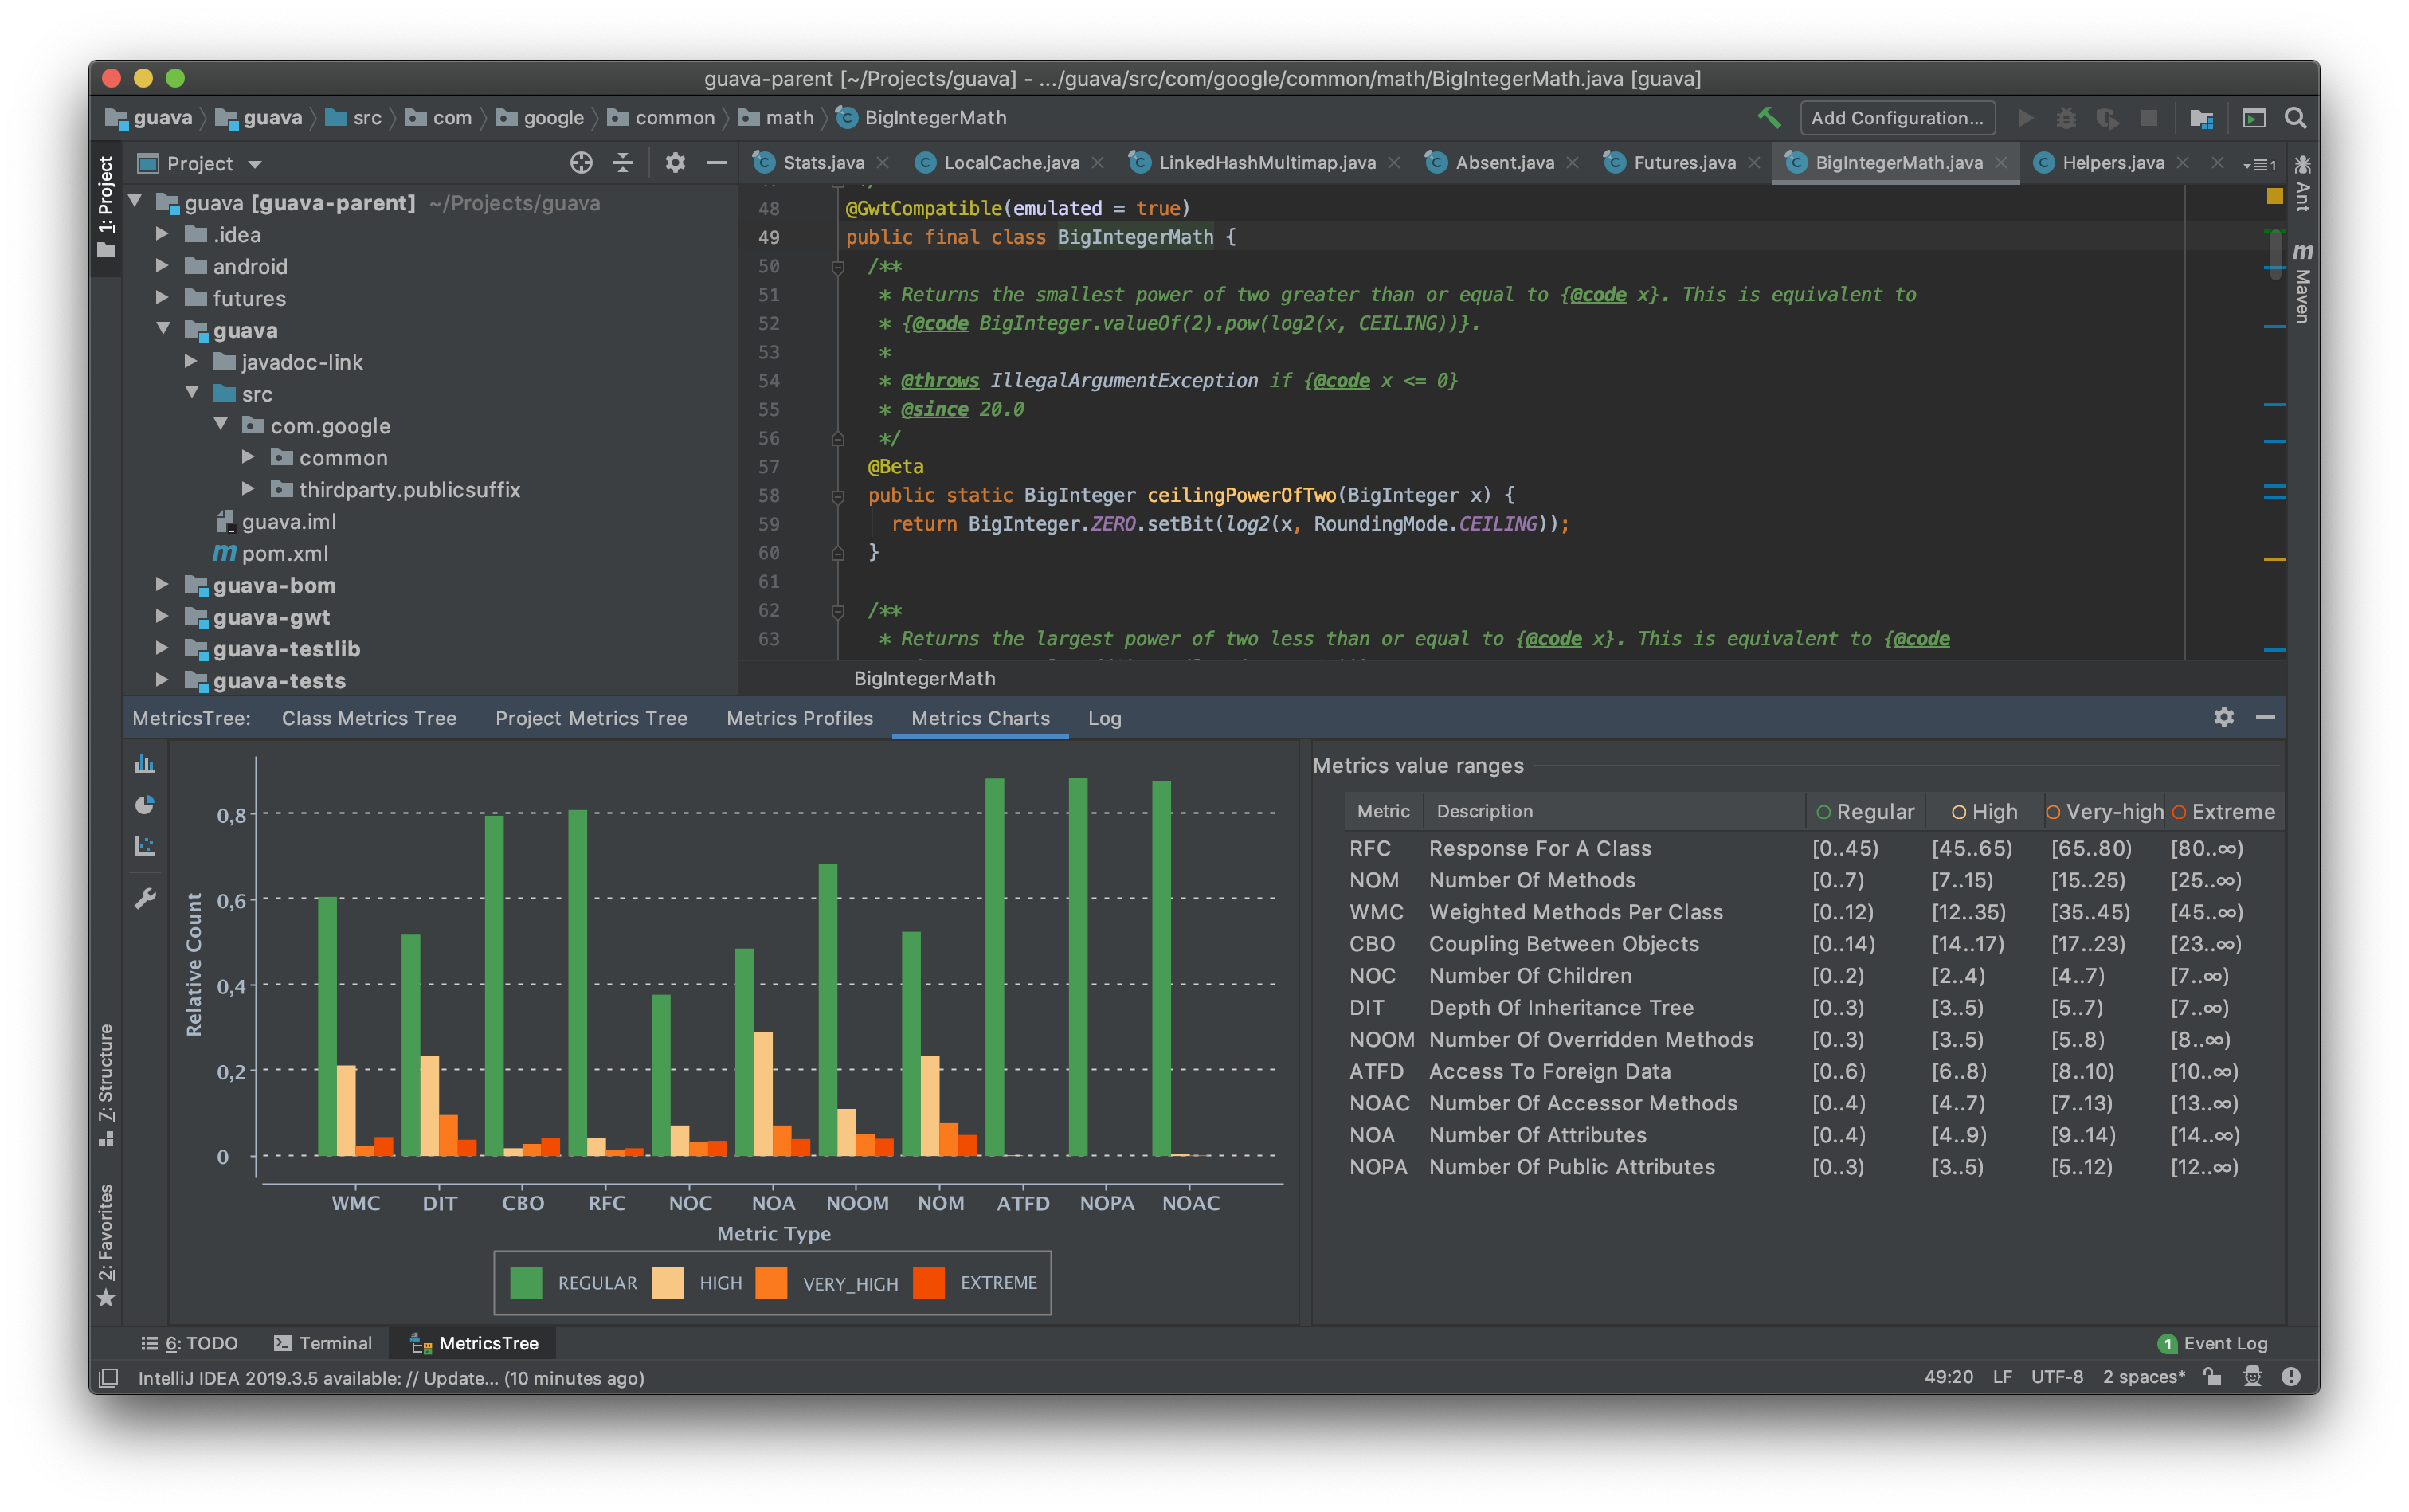 guava-parent [~/Projects/guava] - .../guava/src/com/google/common/math/BigIntegerMath.java [guava]
guava guava src com google common math BigIntegerMath Add Configuration...
1: Project
Project
guava [guava-parent] ~/Projects/guava
.idea
android
futures
guava
javadoc-link
src
com.google
common
thirdparty.publicsuffix
guava.iml
pom.xml
guava-bom
guava-gwt
guava-testlib
guava-tests
Stats.java LocalCache.java LinkedHashMultimap.java Absent.java Futures.java BigIntegerMath.java Helpers.java 1
48 @GwtCompatible(emulated = true)
49 public final class BigIntegerMath {
50 /**
51 * Returns the smallest power of two greater than or equal to {@code x}. This is equivalent to
52 * {@code BigInteger.valueOf(2).pow(log2(x, CEILING))}.
53 *
54 * @throws IllegalArgumentException if {@code x <= 0}
55 * @since 20.0
56 */
57 @Beta
58 public static BigInteger ceilingPowerOfTwo(BigInteger x) {
59 return BigInteger.ZERO.setBit(log2(x, RoundingMode.CEILING));
60 }
61
62 /**
63 * Returns the largest power of two less than or equal to {@code x}. This is equivalent to {@code
BigIntegerMath
Ant
m Maven
MetricsTree: Class Metrics Tree Project Metrics Tree Metrics Profiles Metrics Charts Log
7: Structure
2: Favorites
Relative Count
0,8
0,6
0,4
0,2
0
WMC DIT CBO RFC NOC NOA NOOM NOM ATFD NOPA NOAC
Metric Type
REGULAR HIGH VERY_HIGH EXTREME
Metrics value ranges
Metric Description Regular High Very-high Extreme
RFC Response For A Class [0..45) [45..65) [65..80) [80..∞)
NOM Number Of Methods [0..7) [7..15) [15..25) [25..∞)
WMC Weighted Methods Per Class [0..12) [12..35) [35..45) [45..∞)
CBO Coupling Between Objects [0..14) [14..17) [17..23) [23..∞)
NOC Number Of Children [0..2) [2..4) [4..7) [7..∞)
DIT Depth Of Inheritance Tree [0..3) [3..5) [5..7) [7..∞)
NOOM Number Of Overridden Methods [0..3) [3..5) [5..8) [8..∞)
ATFD Access To Foreign Data [0..6) [6..8) [8..10) [10..∞)
NOAC Number Of Accessor Methods [0..4) [4..7) [7..13) [13..∞)
NOA Number Of Attributes [0..4) [4..9) [9..14) [14..∞)
NOPA Number Of Public Attributes [0..3) [3..5) [5..12) [12..∞)
6: TODO Terminal MetricsTree 1 Event Log
IntelliJ IDEA 2019.3.5 available: // Update... (10 minutes ago) 49:20 LF UTF-8 2 spaces*